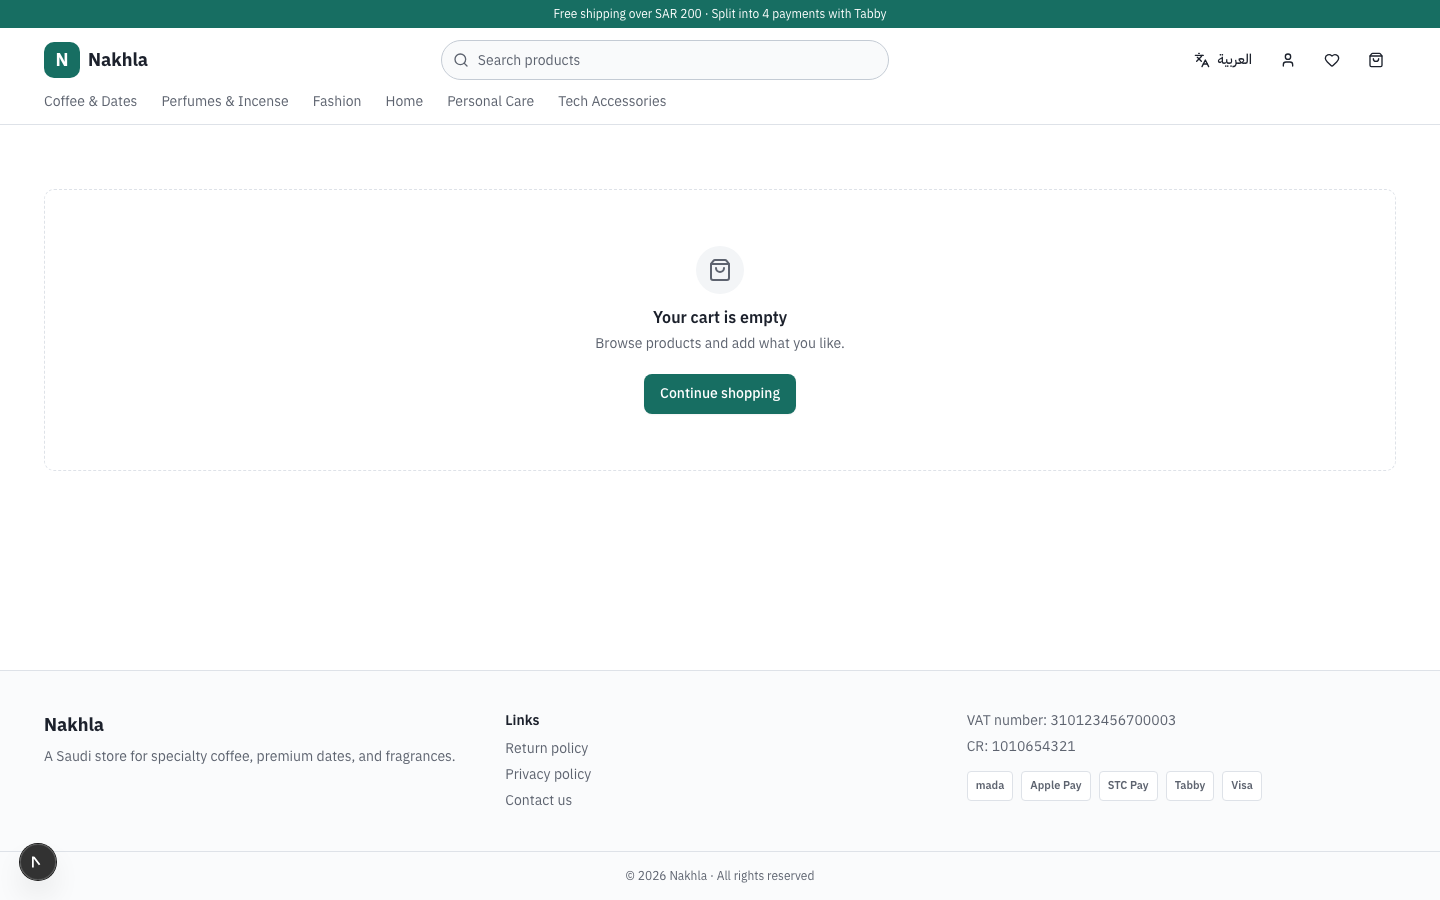 Free shipping over SAR 200 · Split into 4 payments with Tabby
N Nakhla
Search products
العربية
Coffee & Dates Perfumes & Incense Fashion Home Personal Care Tech Accessories
Your cart is empty
Browse products and add what you like.
Continue shopping
Nakhla
A Saudi store for specialty coffee, premium dates, and fragrances.
Links
Return policy
Privacy policy
Contact us
VAT number: 310123456700003
CR: 1010654321
mada Apple Pay STC Pay Tabby Visa
N
© 2026 Nakhla · All rights reserved